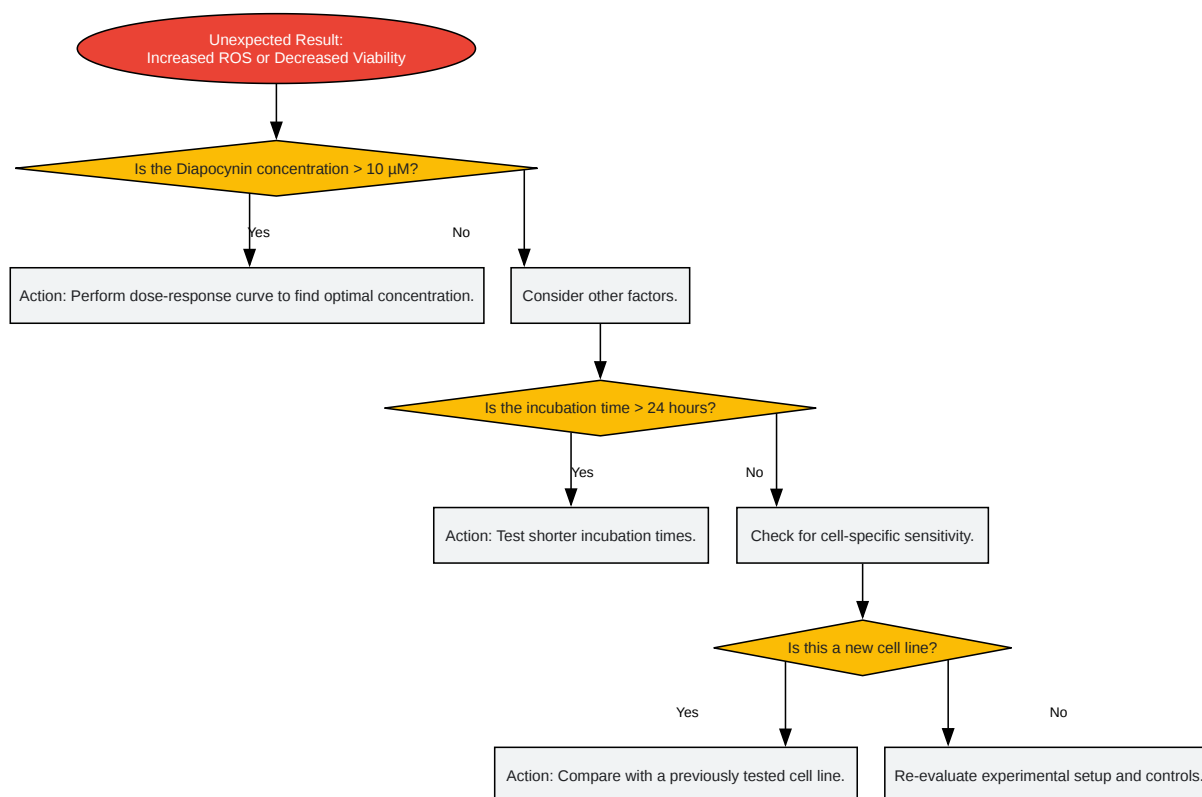 Unexpected Result:
Increased ROS or Decreased Viability
Is the Diapocynin concentration > 10 µM?
Yes
No
Action: Perform dose-response curve to find optimal concentration.
Consider other factors.
Is the incubation time > 24 hours?
Yes
No
Action: Test shorter incubation times.
Check for cell-specific sensitivity.
Is this a new cell line?
Yes
No
Action: Compare with a previously tested cell line.
Re-evaluate experimental setup and controls.